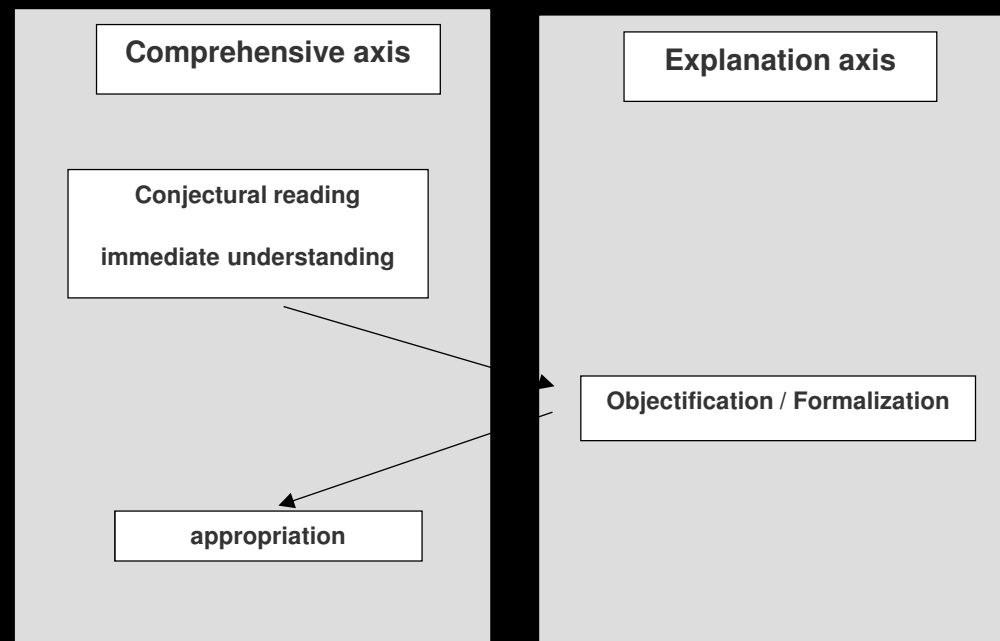 Comprehensive axis
Explanation axis
Conjectural reading
immediate understanding
Objectification / Formalization
appropriation